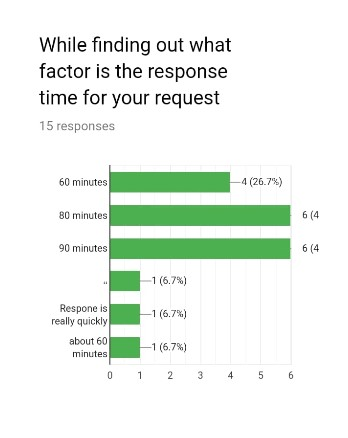 While finding out what
factor is the response
time for your request
15 responses
60 minutes
4 (26.7%)
80 minutes
6 (4
90 minutes
6 (4
..
1 (6.7%)
Respone is
really quickly
1 (6.7%)
about 60
minutes
1 (6.7%)
0 1 2 3 4 5 6